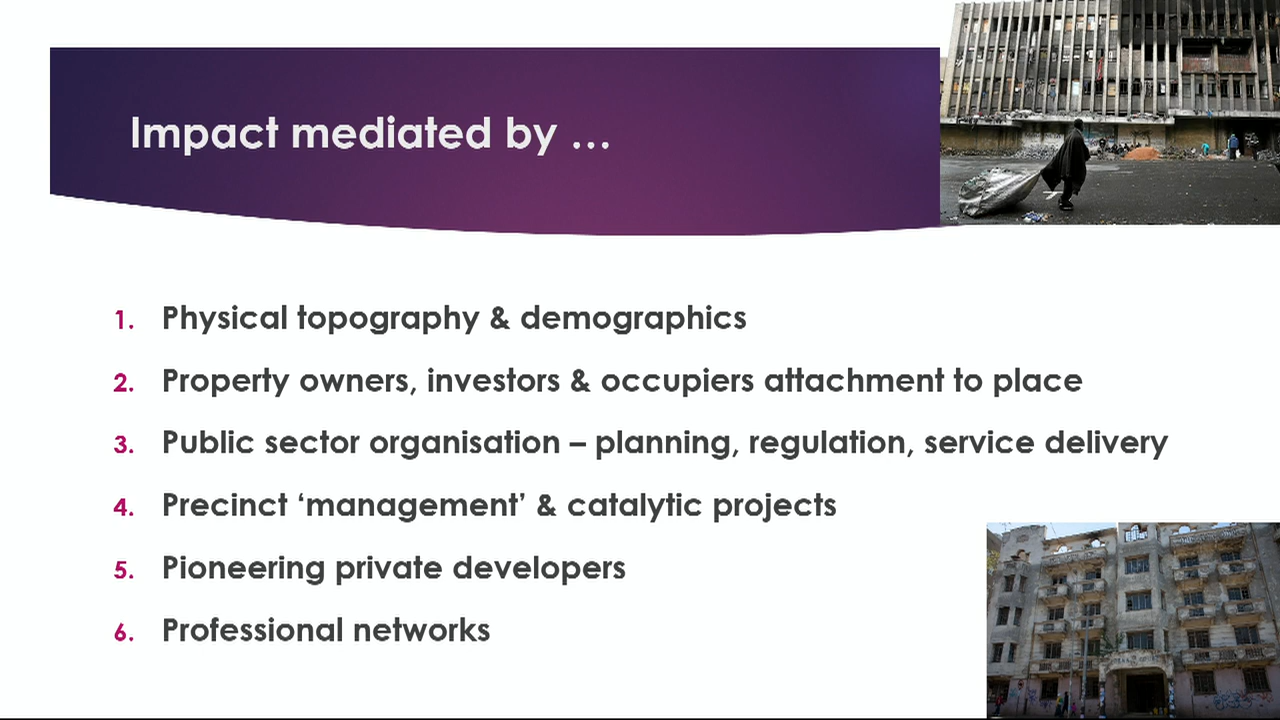 Impact mediated by …
1. Physical topography & demographics
2. Property owners, investors & occupiers attachment to place
3. Public sector organisation – planning, regulation, service delivery
4. Precinct ‘management’ & catalytic projects
5. Pioneering private developers
6. Professional networks